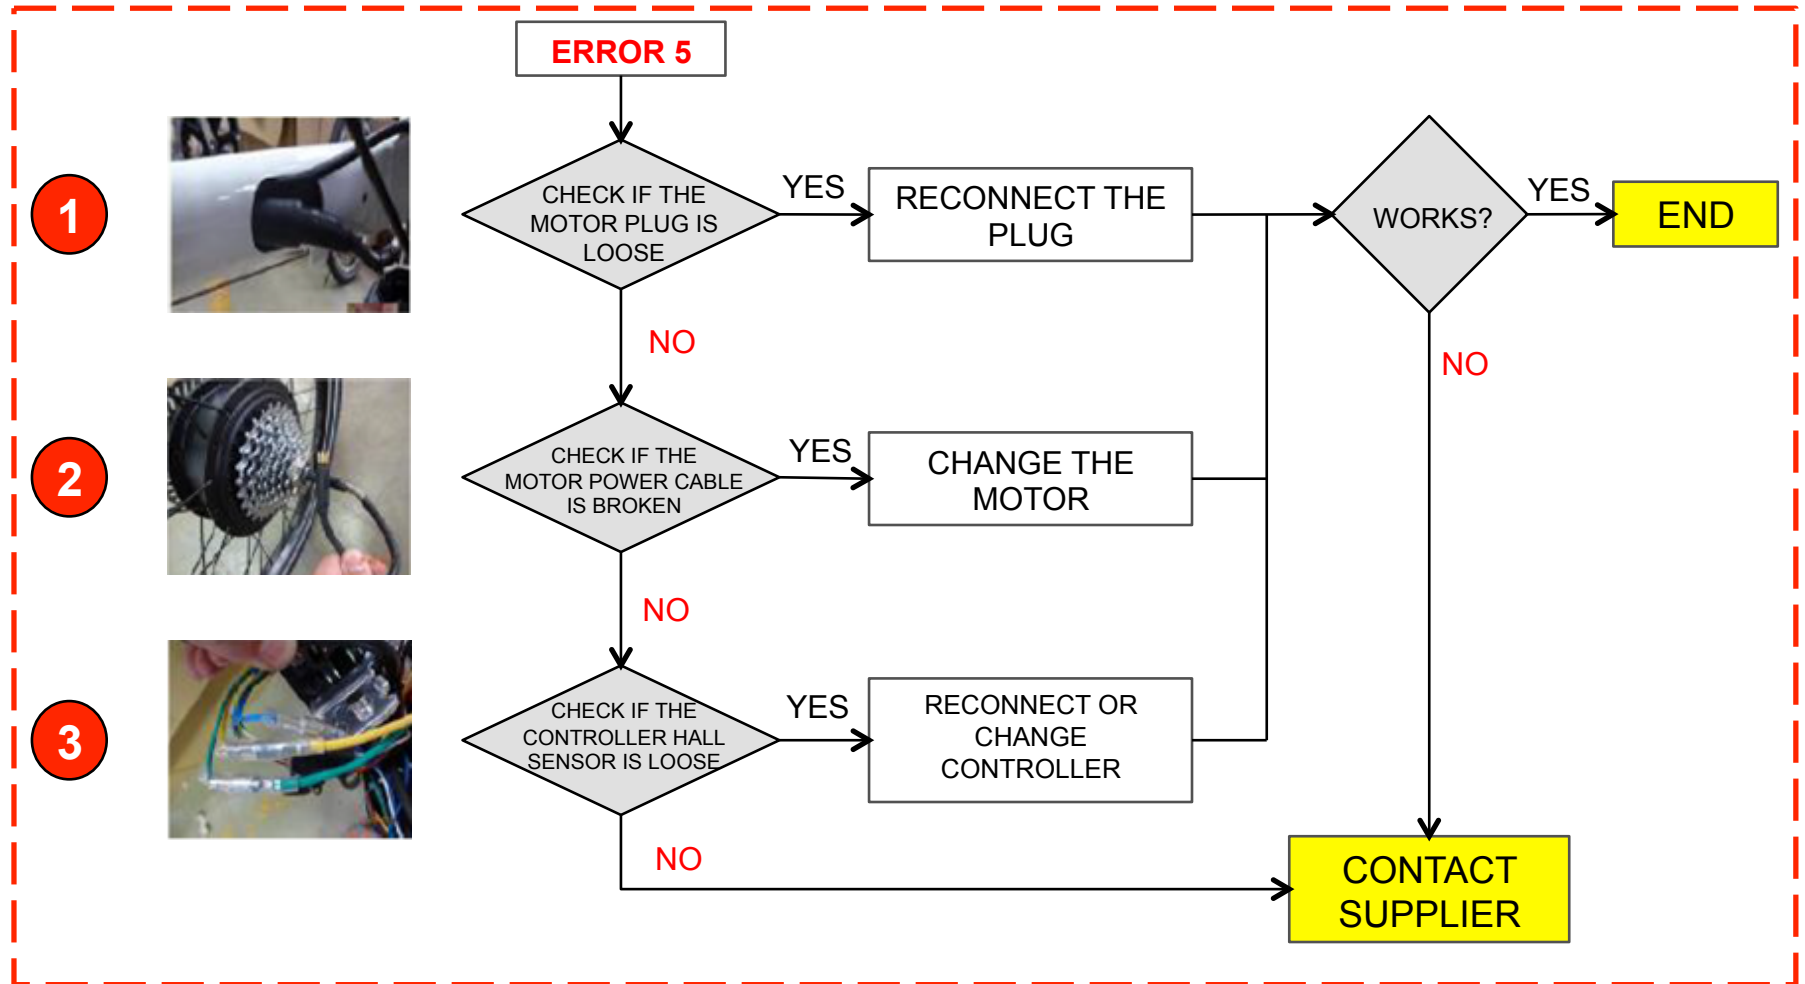 ERROR 5
1
CHECK IF THE
MOTOR PLUG IS
LOOSE
YES
RECONNECT THE
PLUG
WORKS?
YES
END
NO
NO
2
CHECK IF THE
MOTOR POWER CABLE
IS BROKEN
YES
CHANGE THE
MOTOR
NO
3
CHECK IF THE
CONTROLLER HALL
SENSOR IS LOOSE
YES
RECONNECT OR
CHANGE
CONTROLLER
NO
CONTACT
SUPPLIER